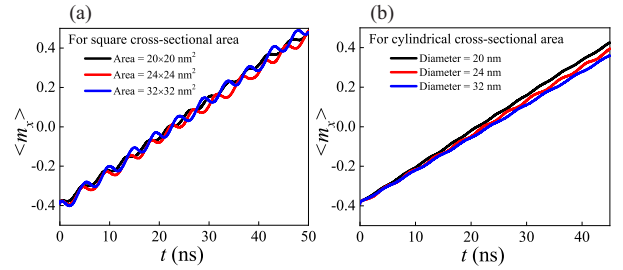 (a)
For square cross-sectional area
Area = 20×20 nm²
Area = 24×24 nm²
Area = 32×32 nm²
<mₓ>
0.4
0.2
0.0
-0.2
-0.4
0 10 20 30 40 50
t (ns)
(b)
For cylindrical cross-sectional area
Diameter = 20 nm
Diameter = 24 nm
Diameter = 32 nm
<mₓ>
0.4
0.2
0.0
-0.2
-0.4
0 10 20 30 40
t (ns)